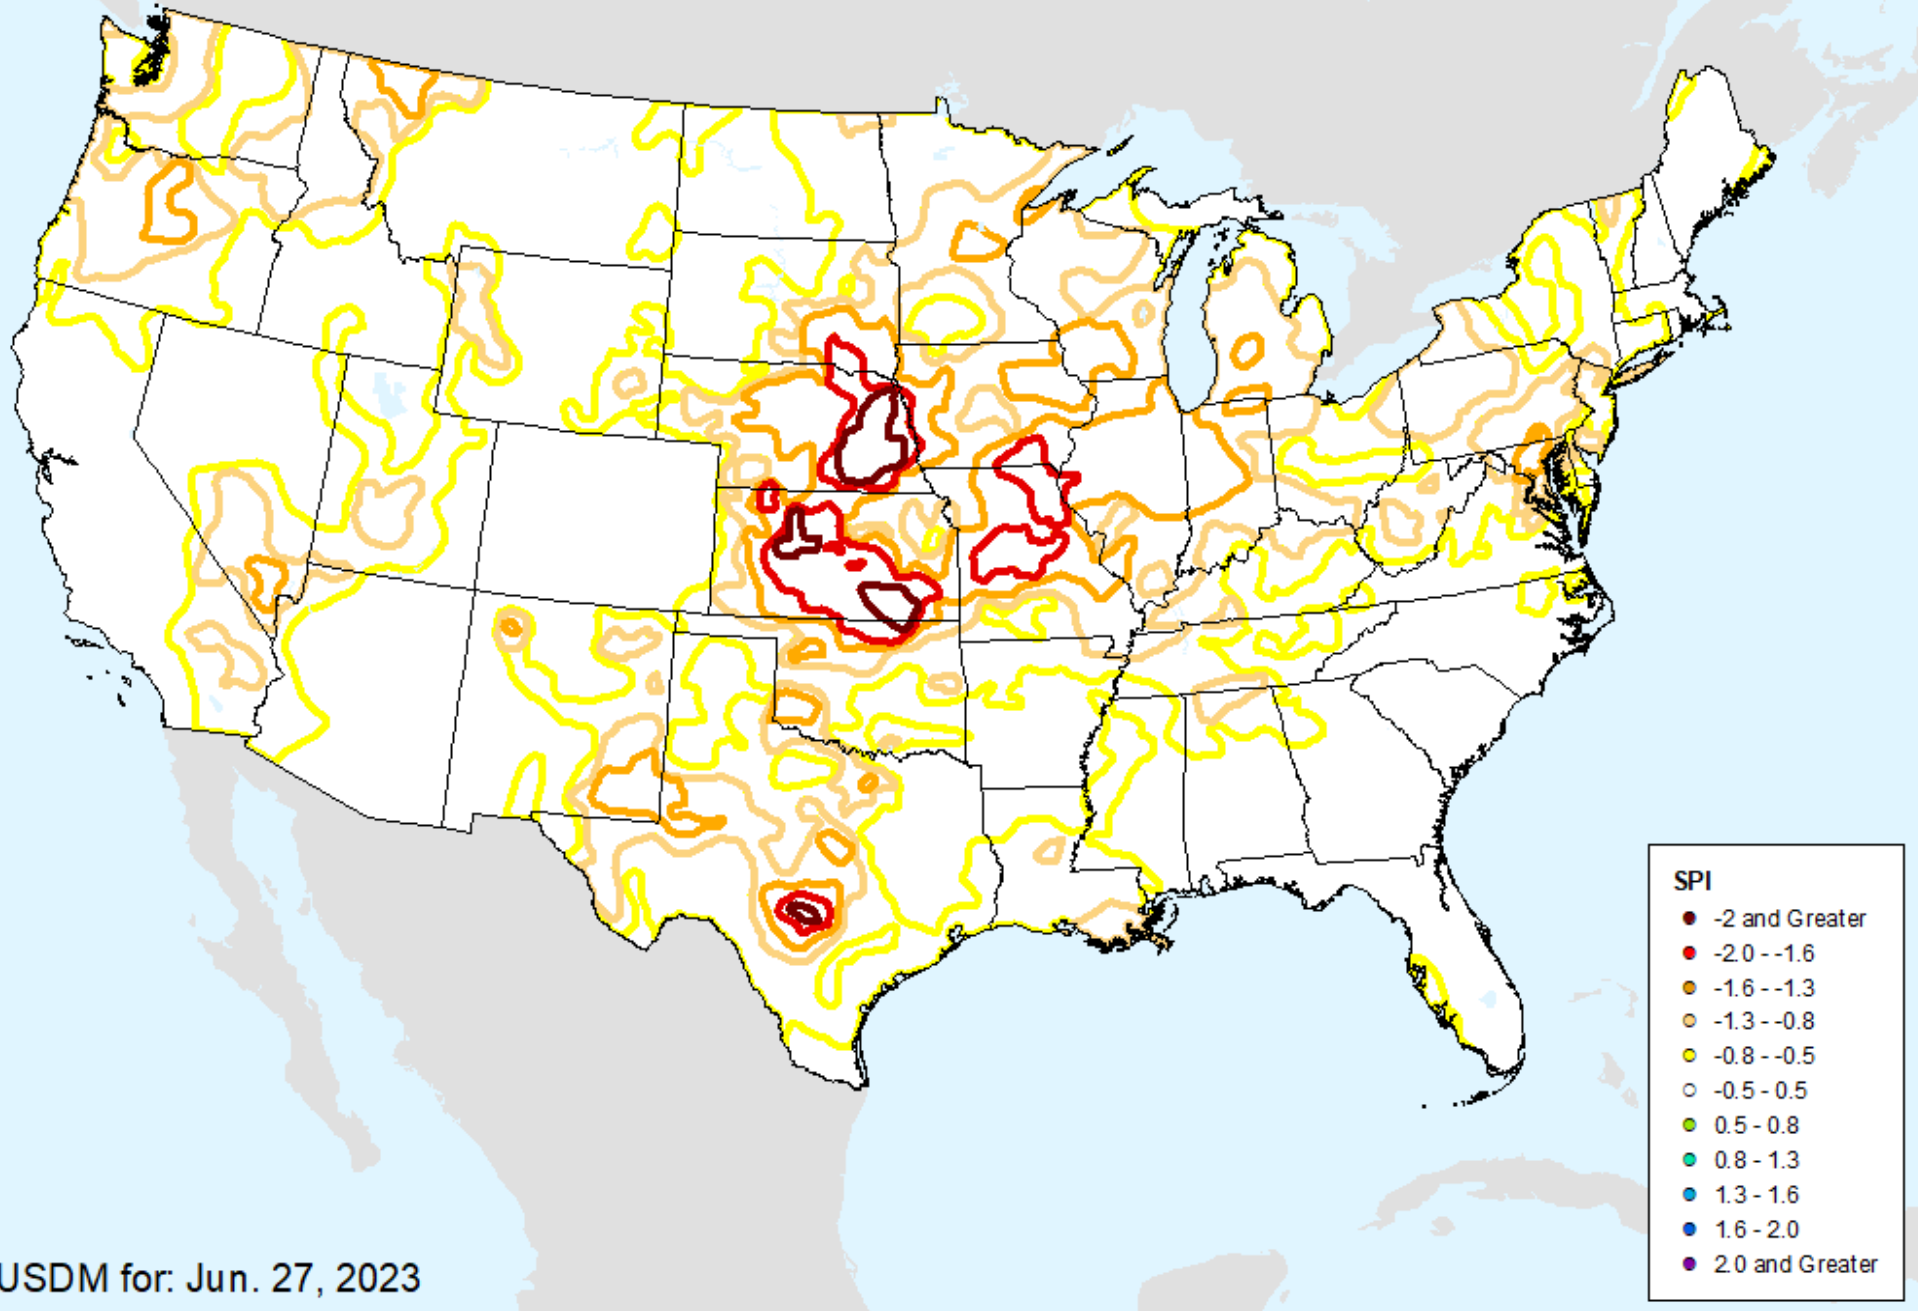 SPI
-2 and Greater
-2.0 - -1.6
-1.6 - -1.3
-1.3 - -0.8
-0.8 - -0.5
-0.5 - 0.5
0.5 - 0.8
0.8 - 1.3
1.3 - 1.6
1.6 - 2.0
2.0 and Greater
USDM for: Jun. 27, 2023